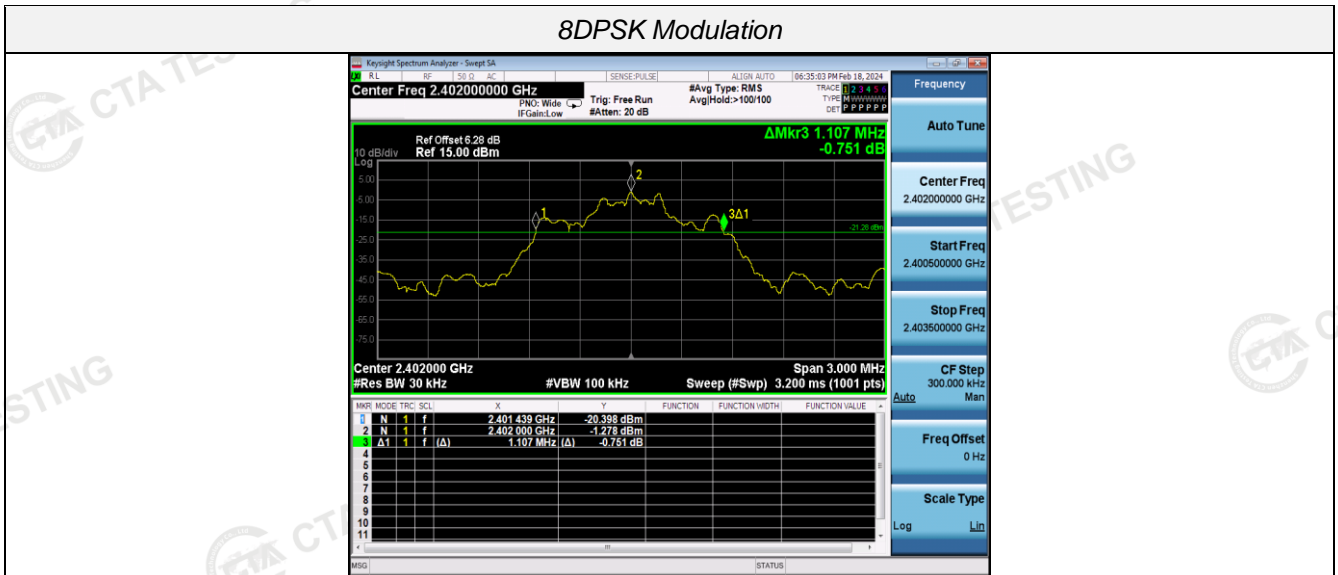 8DPSK Modulation
Keysight Spectrum Analyzer - Swept SA
RL RF 50 Ω AC SENSE:PULSE ALIGN AUTO 06:35:03 PM Feb 18, 2024
Center Freq 2.402000000 GHz
PNO: Wide
IFGain:Low
Trig: Free Run
#Atten: 20 dB
#Avg Type: RMS
Avg|Hold:>100/100
TRACE 1 2 3 4 5 6
TYPE M WWWWW
DET P P P P P P
Frequency
Auto Tune
Center Freq
2.402000000 GHz
Start Freq
2.400500000 GHz
Stop Freq
2.403500000 GHz
CF Step
300.000 kHz
Auto Man
Freq Offset
0 Hz
Scale Type
Log Lin
ΔMkr3 1.107 MHz
-0.751 dB
Ref Offset 6.28 dB
10 dB/div Ref 15.00 dBm
Log
5.00
-5.00
-15.0
-25.0
-35.0
-45.0
-55.0
-65.0
-75.0
1
2
3Δ1
-21.28 dBm
Center 2.402000 GHz Span 3.000 MHz
#Res BW 30 kHz #VBW 100 kHz Sweep (#Swp) 3.200 ms (1001 pts)
MKR MODE TRC SCL X Y FUNCTION FUNCTION WIDTH FUNCTION VALUE
1 N 1 f 2.401 439 GHz -20.398 dBm
2 N 1 f 2.402 000 GHz -1.278 dBm
3 Δ1 1 f (Δ) 1.107 MHz (Δ) -0.751 dB
4
5
6
7
8
9
10
11
MSG STATUS
CTA TES
TESTING
ESTING
CTA